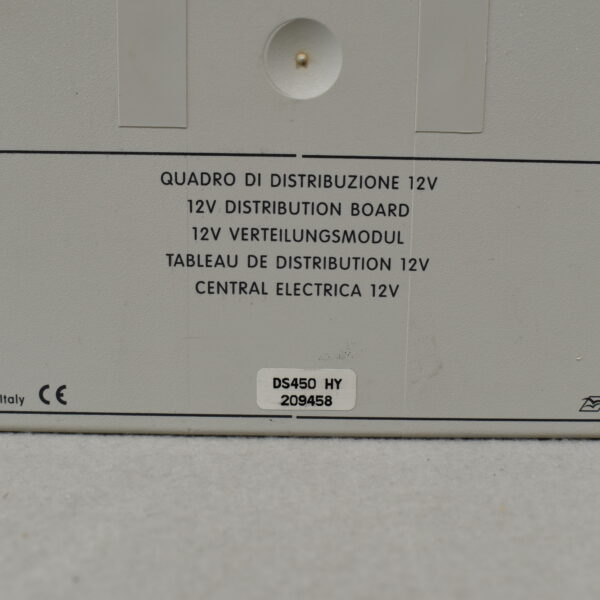 QUADRO DI DISTRIBUZIONE 12V
12V DISTRIBUTION BOARD
12V VERTEILUNGSMODUL
TABLEAU DE DISTRIBUTION 12V
CENTRAL ELECTRICA 12V
DS450 HY
209458
Italy CE